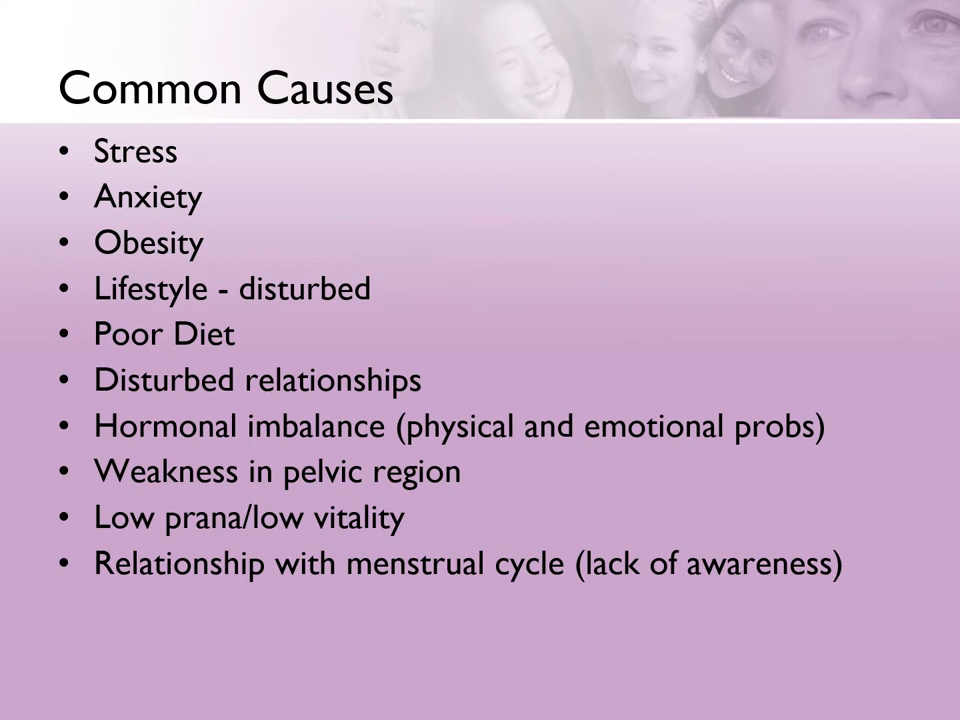 Common Causes
• Stress
• Anxiety
• Obesity
• Lifestyle - disturbed
• Poor Diet
• Disturbed relationships
• Hormonal imbalance (physical and emotional probs)
• Weakness in pelvic region
• Low prana/low vitality
• Relationship with menstrual cycle (lack of awareness)